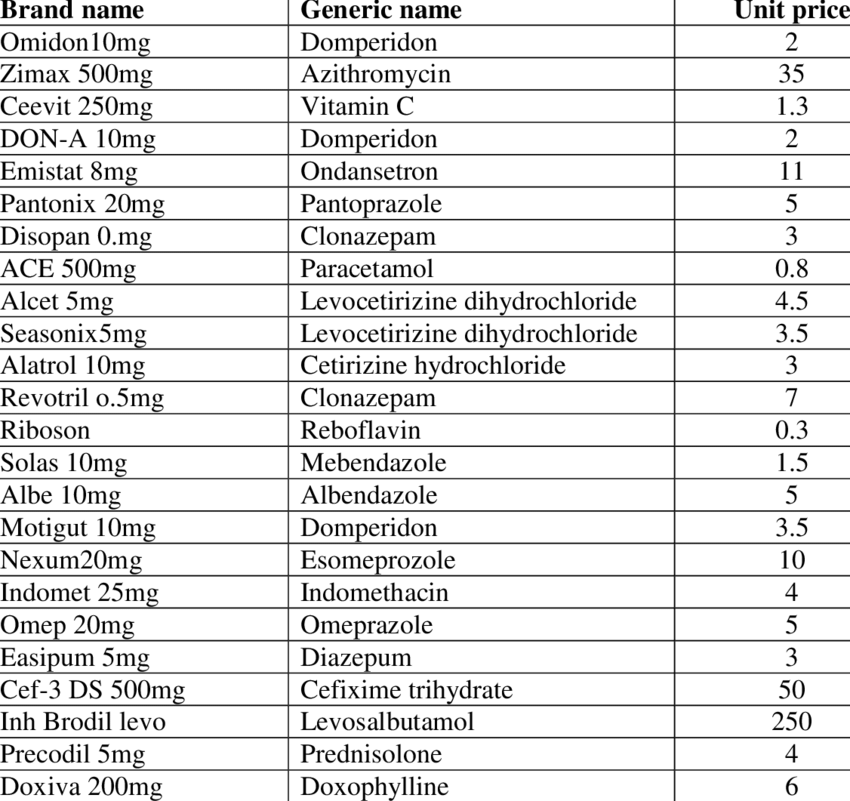 Brand name Generic name Unit price
Omidon10mg Domperidon 2
Zimax 500mg Azithromycin 35
Ceevit 250mg Vitamin C 1.3
DON-A 10mg Domperidon 2
Emistat 8mg Ondansetron 11
Pantonix 20mg Pantoprazole 5
Disopan 0.mg Clonazepam 3
ACE 500mg Paracetamol 0.8
Alcet 5mg Levocetirizine dihydrochloride 4.5
Seasonix5mg Levocetirizine dihydrochloride 3.5
Alatrol 10mg Cetirizine hydrochloride 3
Revotril o.5mg Clonazepam 7
Riboson Reboflavin 0.3
Solas 10mg Mebendazole 1.5
Albe 10mg Albendazole 5
Motigut 10mg Domperidon 3.5
Nexum20mg Esomeprozole 10
Indomet 25mg Indomethacin 4
Omep 20mg Omeprazole 5
Easipum 5mg Diazepum 3
Cef-3 DS 500mg Cefixime trihydrate 50
Inh Brodil levo Levosalbutamol 250
Precodil 5mg Prednisolone 4
Doxiva 200mg Doxophylline 6